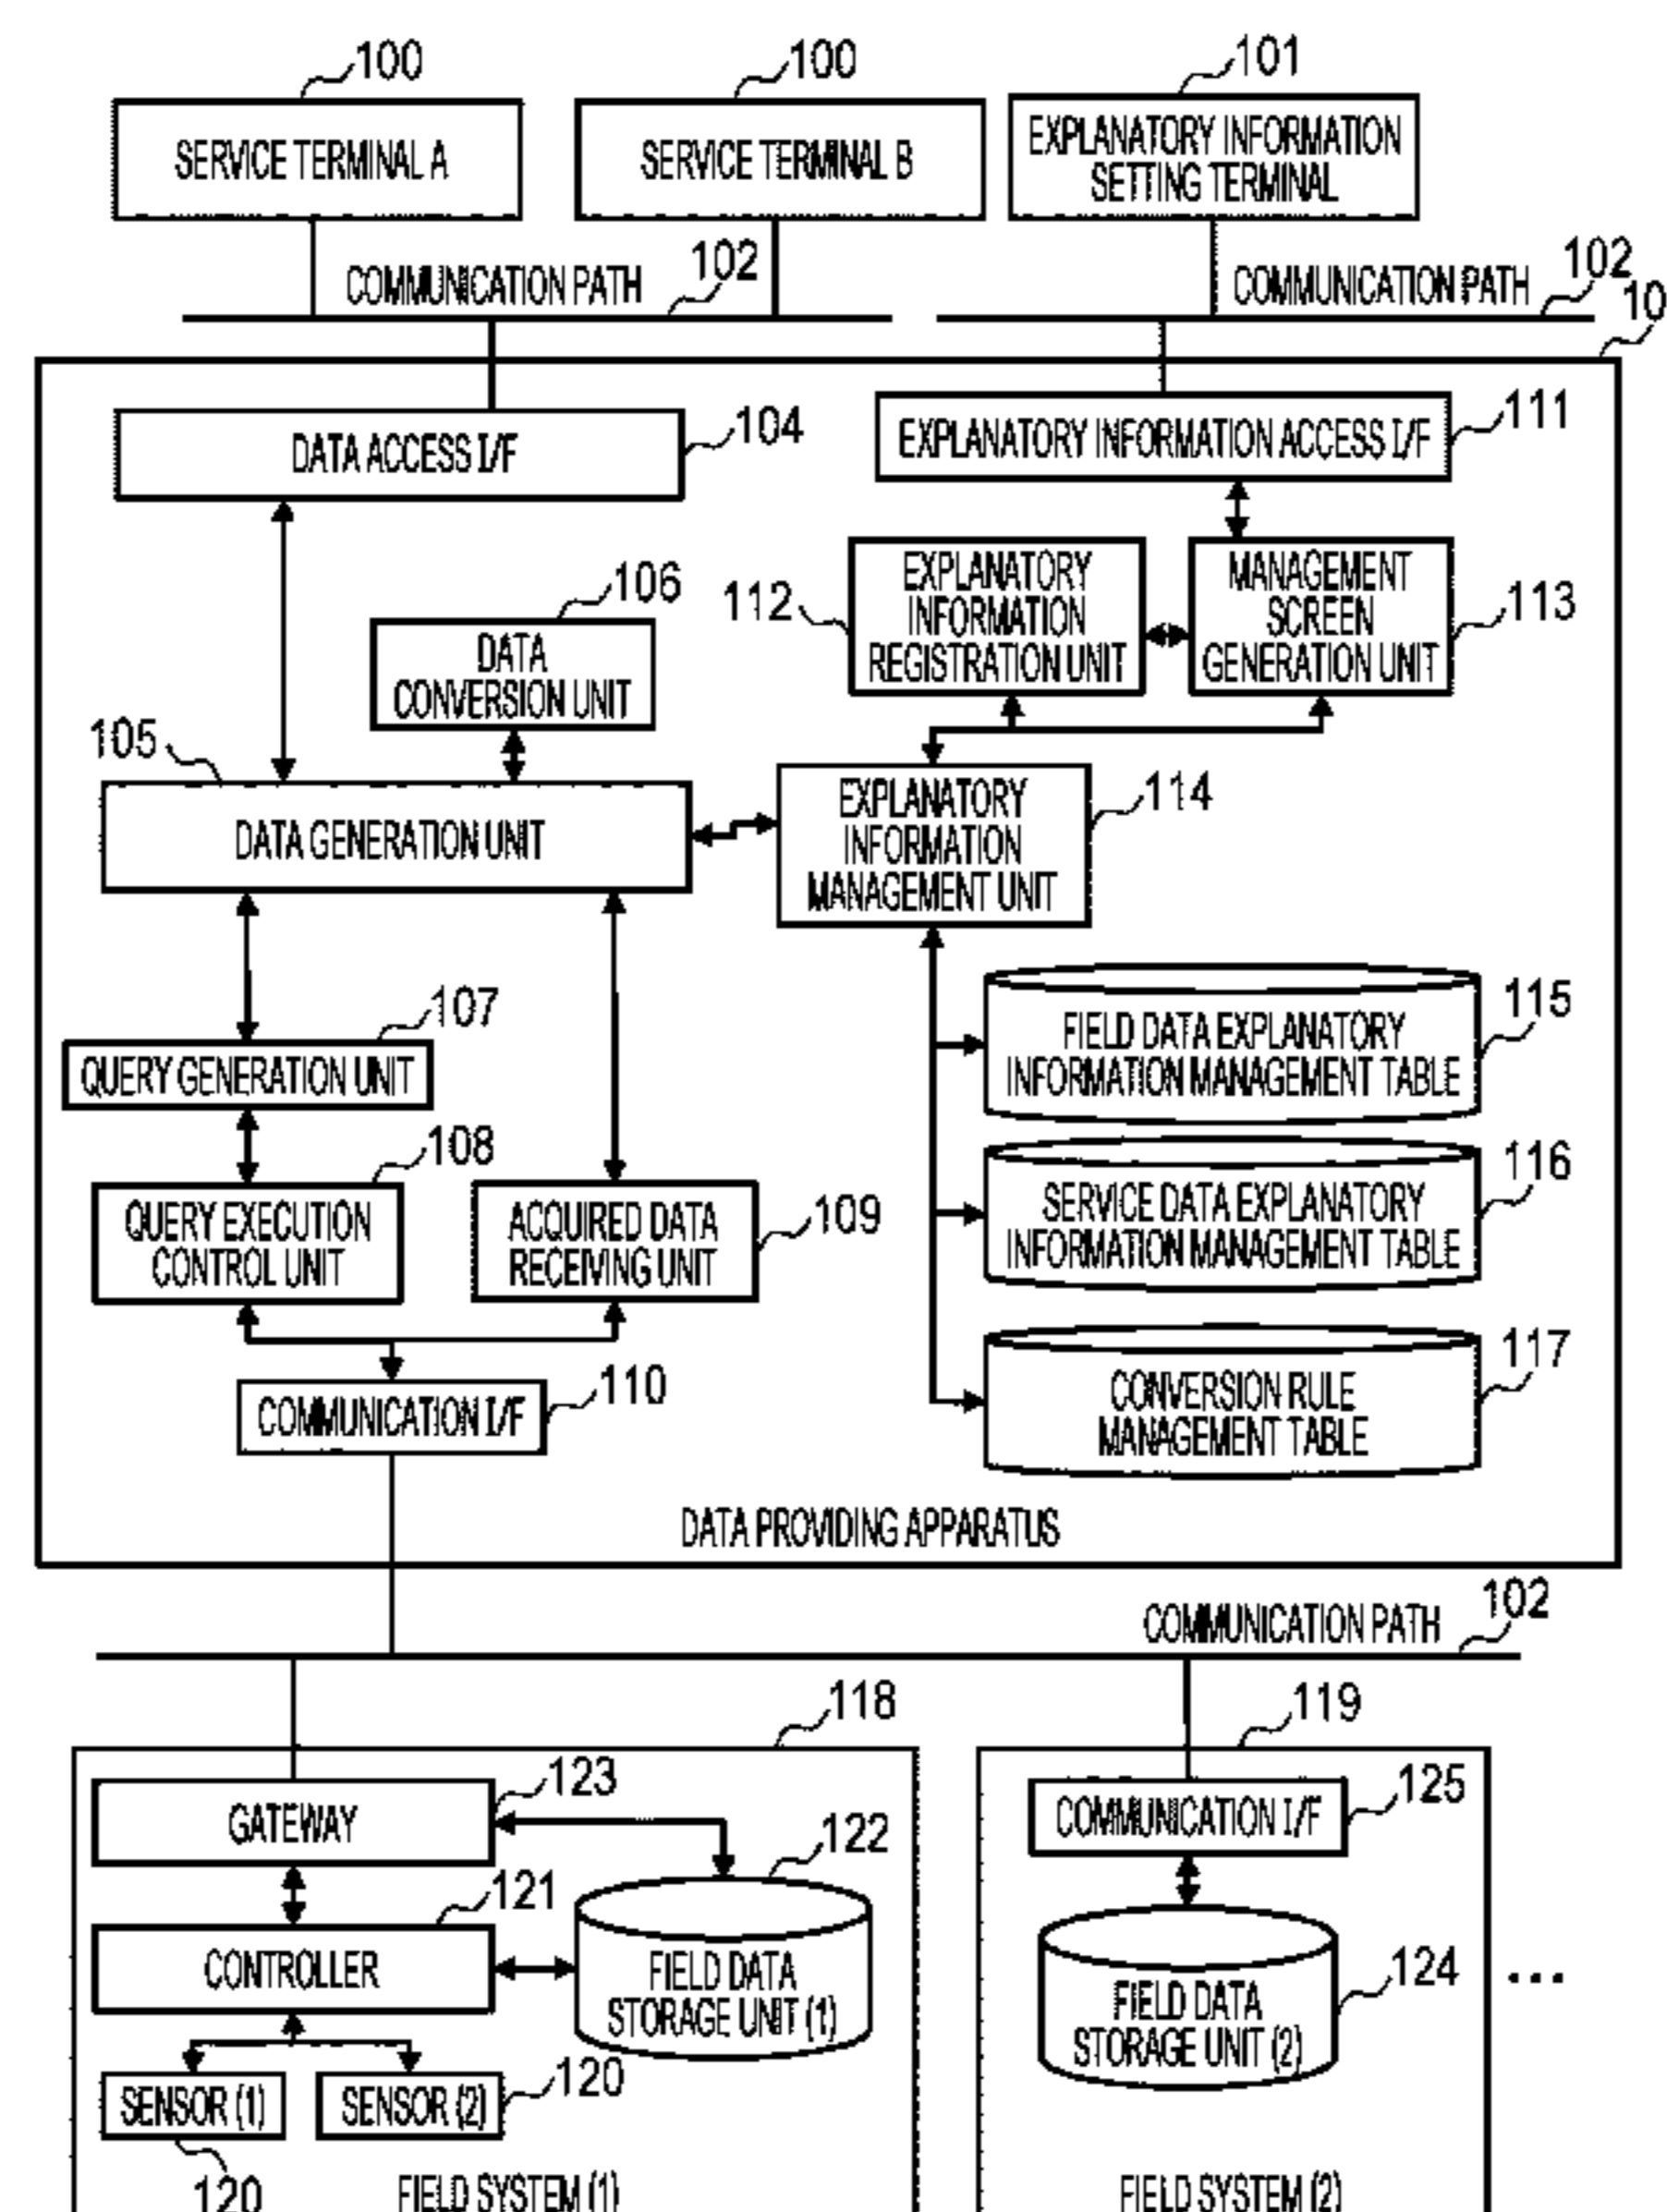 100
100
101
SERVICE TERMINAL A
SERVICE TERMINAL B
EXPLANATORY INFORMATION
SETTING TERMINAL
COMMUNICATION PATH
102
COMMUNICATION PATH
102
10
DATA ACCESS I/F
104
EXPLANATORY INFORMATION ACCESS I/F
111
106
DATA
CONVERSION UNIT
112
EXPLANATORY
INFORMATION
REGISTRATION UNIT
MANAGEMENT
SCREEN
GENERATION UNIT
113
105
DATA GENERATION UNIT
EXPLANATORY
INFORMATION
MANAGEMENT UNIT
114
107
QUERY GENERATION UNIT
FIELD DATA EXPLANATORY
INFORMATION MANAGEMENT TABLE
115
108
QUERY EXECUTION
CONTROL UNIT
ACQUIRED DATA
RECEIVING UNIT
109
SERVICE DATA EXPLANATORY
INFORMATION MANAGEMENT TABLE
116
COMMUNICATION I/F
110
CONVERSION RULE
MANAGEMENT TABLE
117
DATA PROVIDING APPARATUS
COMMUNICATION PATH
102
118
119
GATEWAY
123
COMMUNICATION I/F
125
122
121
CONTROLLER
FIELD DATA
STORAGE UNIT (1)
FIELD DATA
STORAGE UNIT (2)
124
...
SENSOR (1)
SENSOR (2)
120
120
FIELD SYSTEM (1)
FIELD SYSTEM (2)